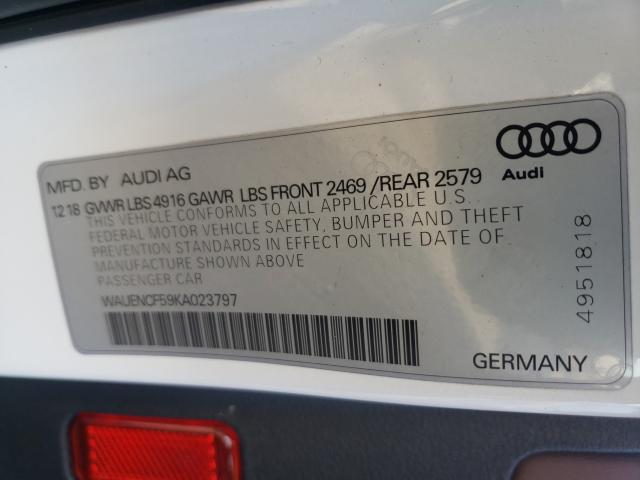 MFD. BY AUDI AG
12 18 GVWR LBS 4916 GAWR LBS FRONT 2469 /REAR 2579
THIS VEHICLE CONFORMS TO ALL APPLICABLE U.S.
FEDERAL MOTOR VEHICLE SAFETY, BUMPER AND THEFT
PREVENTION STANDARDS IN EFFECT ON THE DATE OF
MANUFACTURE SHOWN ABOVE
PASSENGER CAR
WAUENCF59KA023797
Audi
4951818
GERMANY